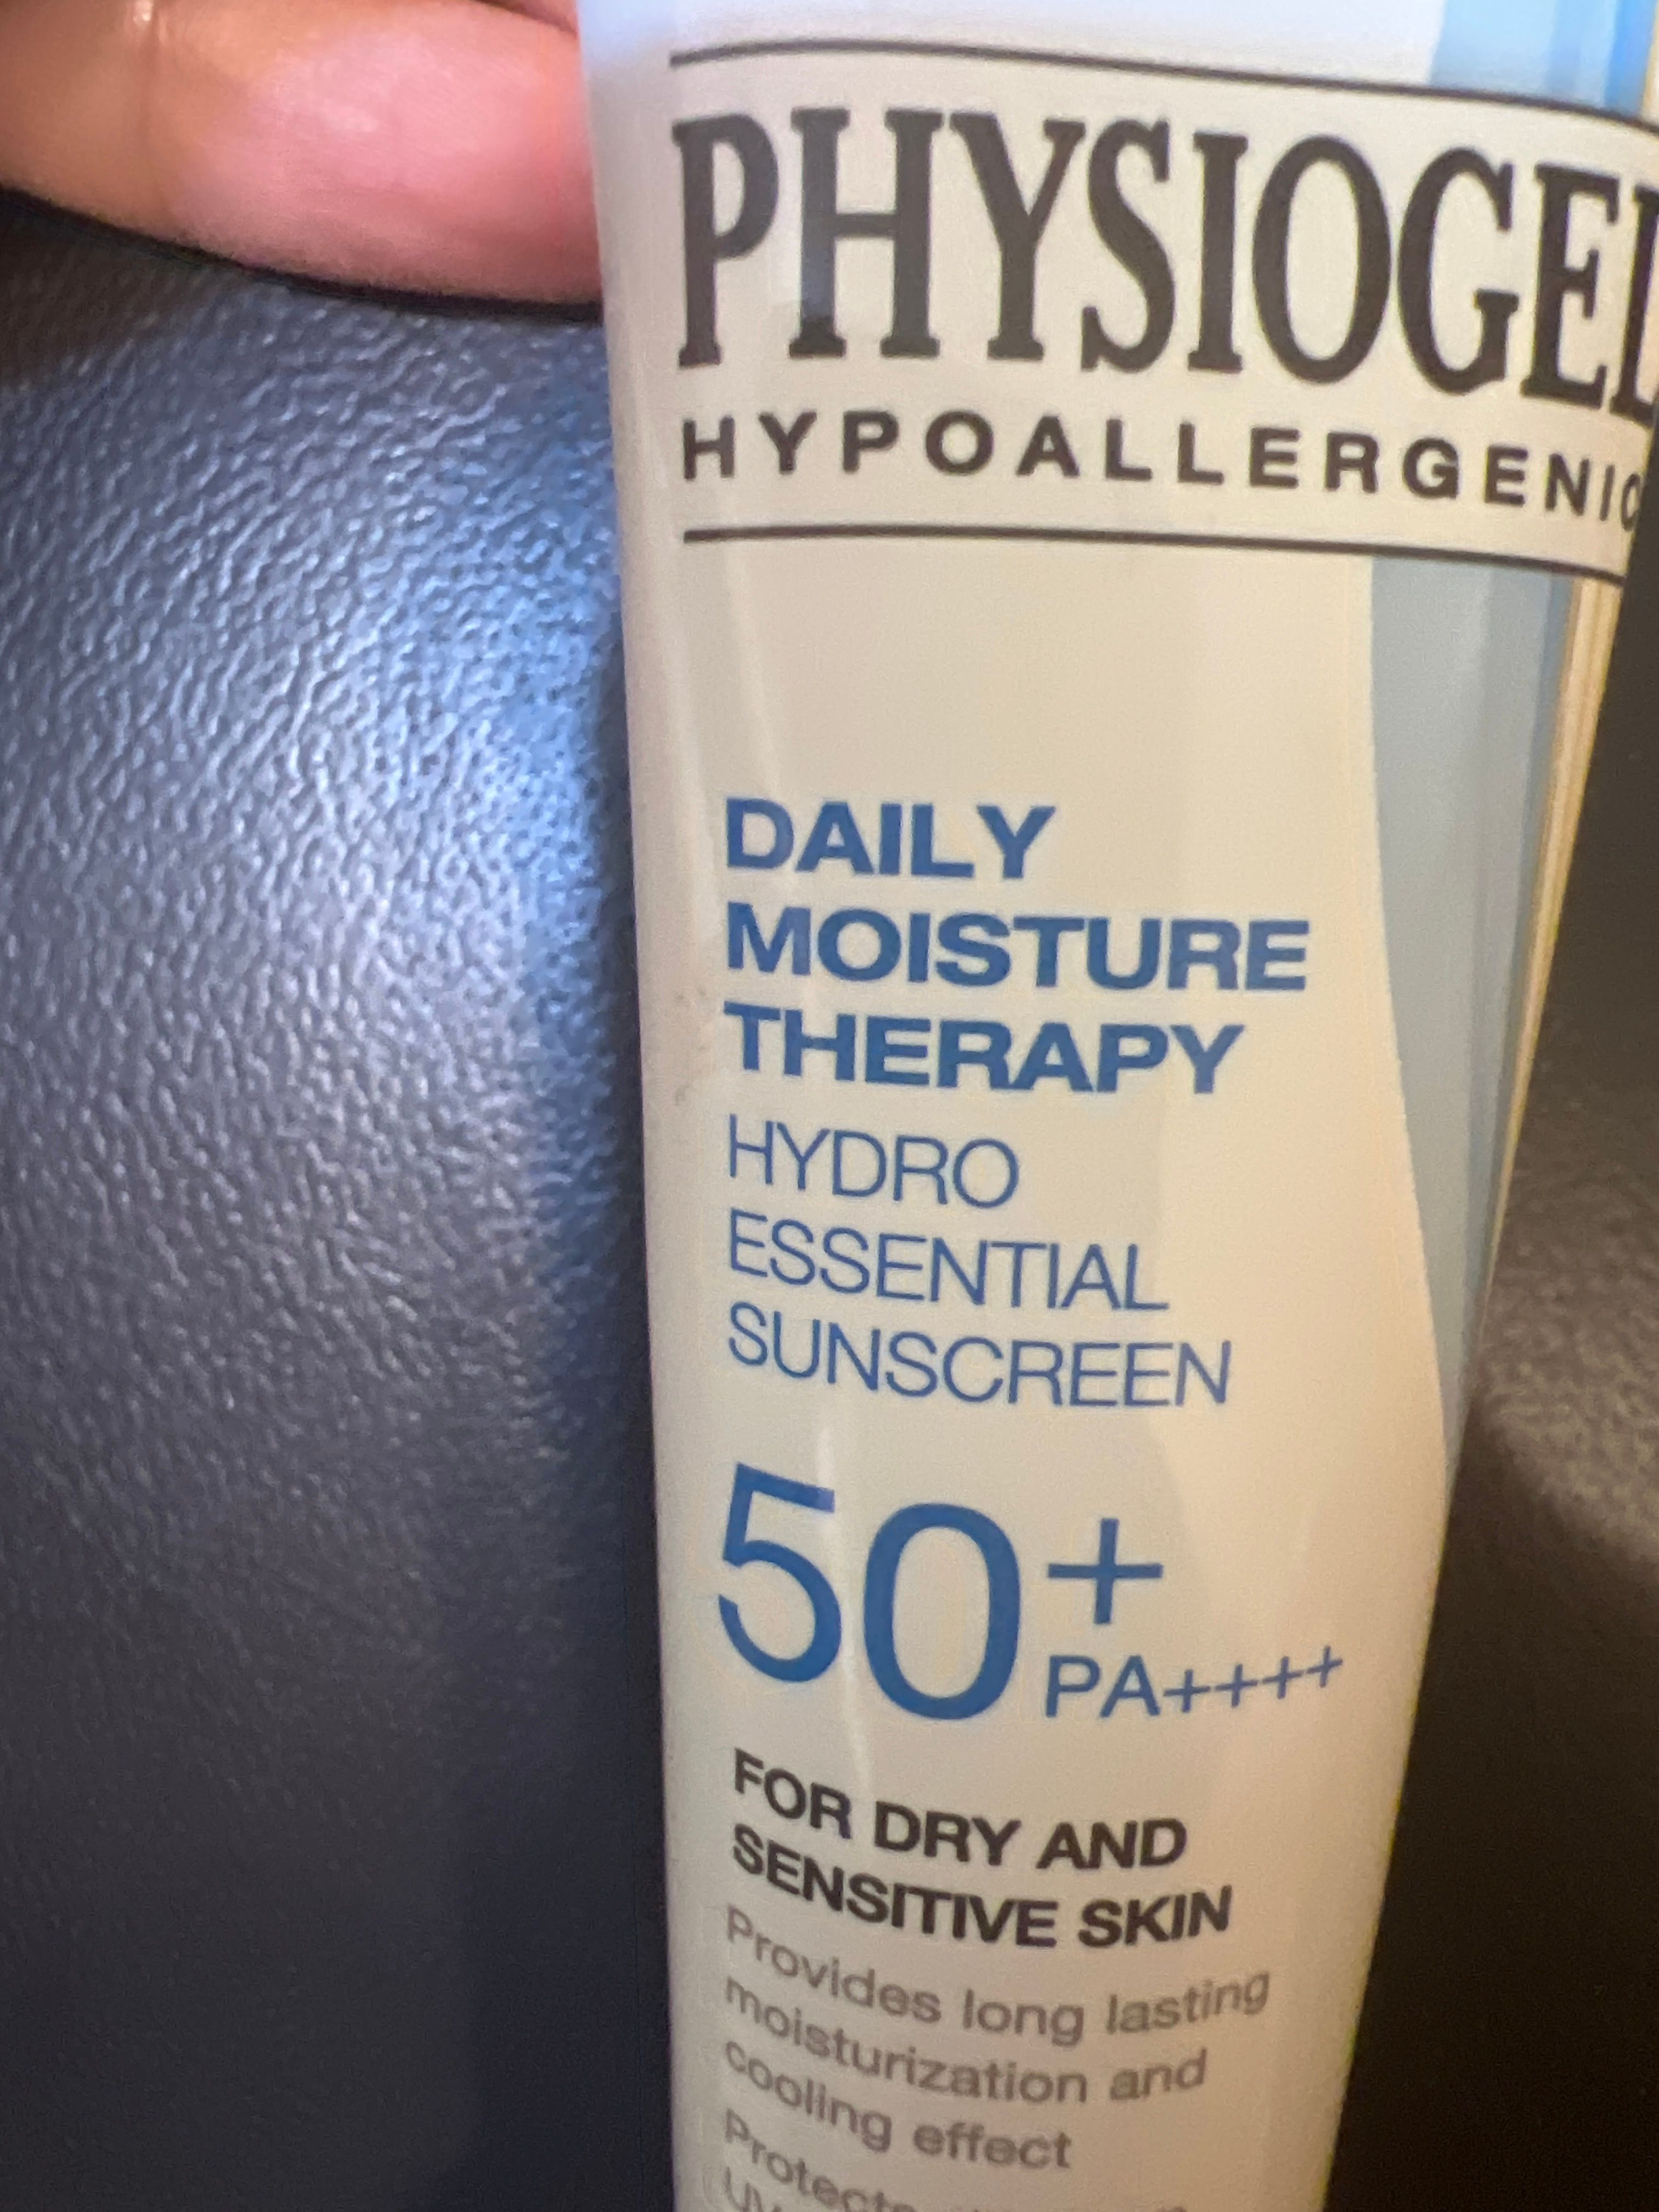 PHYSIOGEL
HYPOALLERGENIC
DAILY
MOISTURE
THERAPY
HYDRO
ESSENTIAL
SUNSCREEN
50+
PA++++
FOR DRY AND
SENSITIVE SKIN
Provides long lasting
moisturization and
cooling effect